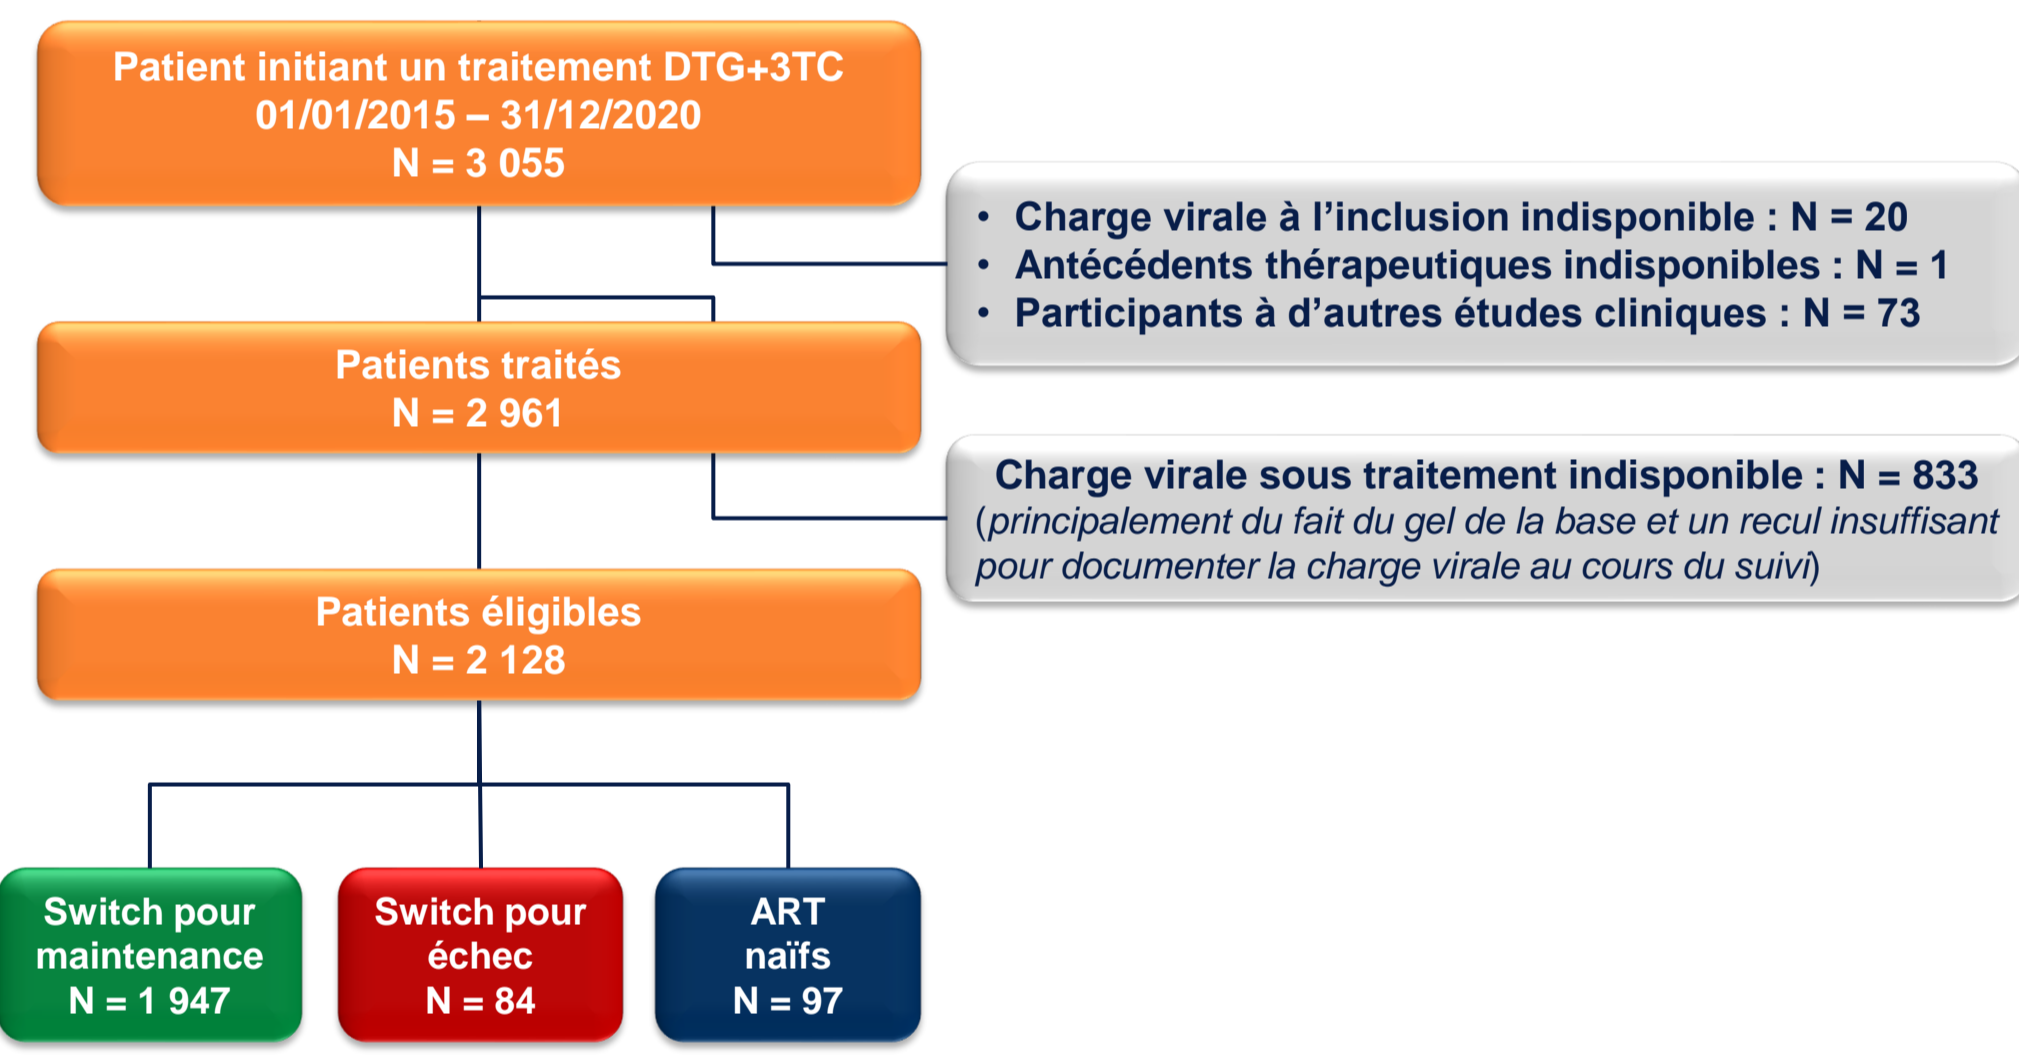 Patient initiant un traitement DTG+3TC
01/01/2015 – 31/12/2020
N = 3 055
• Charge virale à l’inclusion indisponible : N = 20
• Antécédents thérapeutiques indisponibles : N = 1
• Participants à d’autres études cliniques : N = 73
Patients traités
N = 2 961
Charge virale sous traitement indisponible : N = 833
(principalement du fait du gel de la base et un recul insuffisant
pour documenter la charge virale au cours du suivi)
Patients éligibles
N = 2 128
Switch pour
maintenance
N = 1 947
Switch pour
échec
N = 84
ART
naïfs
N = 97